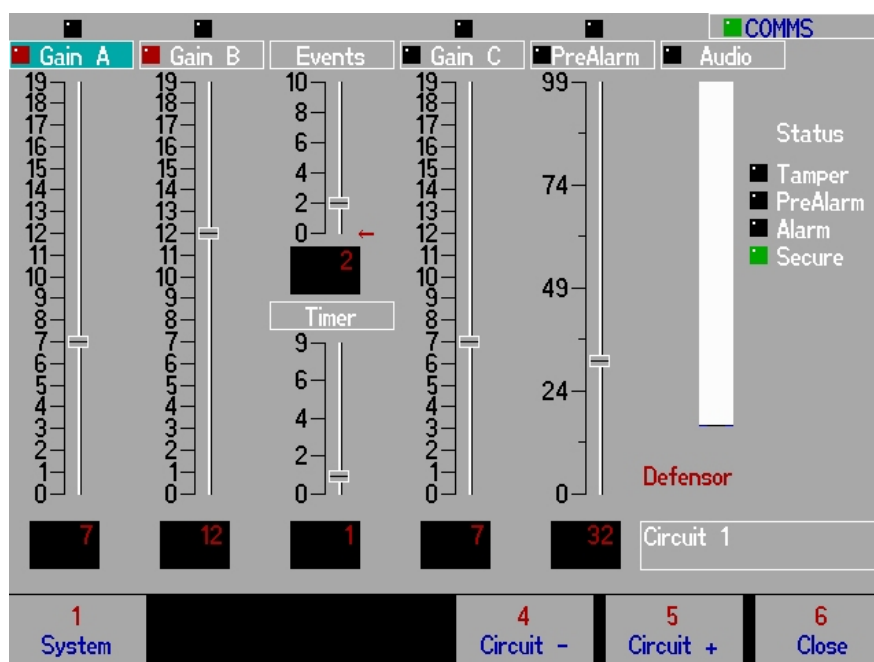 COMMS
Gain A Gain B Events Gain C PreAlarm Audio
19 19 10 19 99
18 18 18
17 17 8 17
16 16 6 16
15 15 15
14 14 4 14 74
13 13 2 13
12 12 0 ← 12
11 11 11
10 10 2 10
9 9 9 49
8 8 Timer 8
7 7 9 7
6 6 6 6
5 5 5
4 4 4 4 24
3 3 3
2 2 2 2
1 1 1
0 0 0 0 0
Status
Tamper
PreAlarm
Alarm
Secure
Defensor
7 12 1 7 32 Circuit 1
1 4 5 6
System Circuit - Circuit + Close